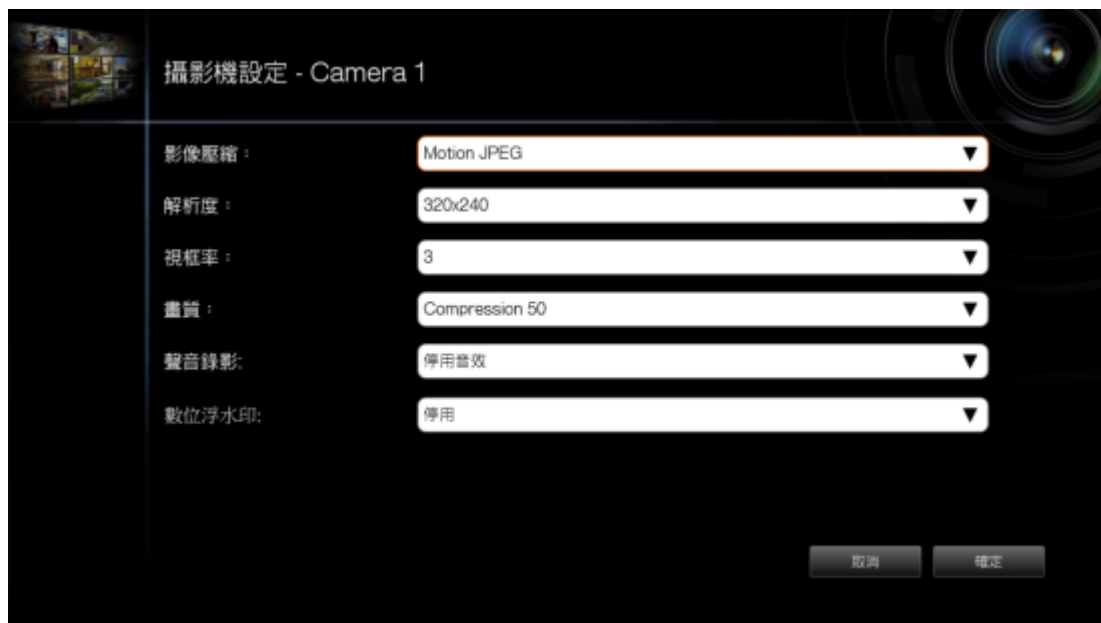 攝影機設定 - Camera 1
影像壓縮： Motion JPEG
解析度： 320x240
視框率： 3
畫質： Compression 50
聲音錄影: 停用音效
數位浮水印: 停用
取消 確定